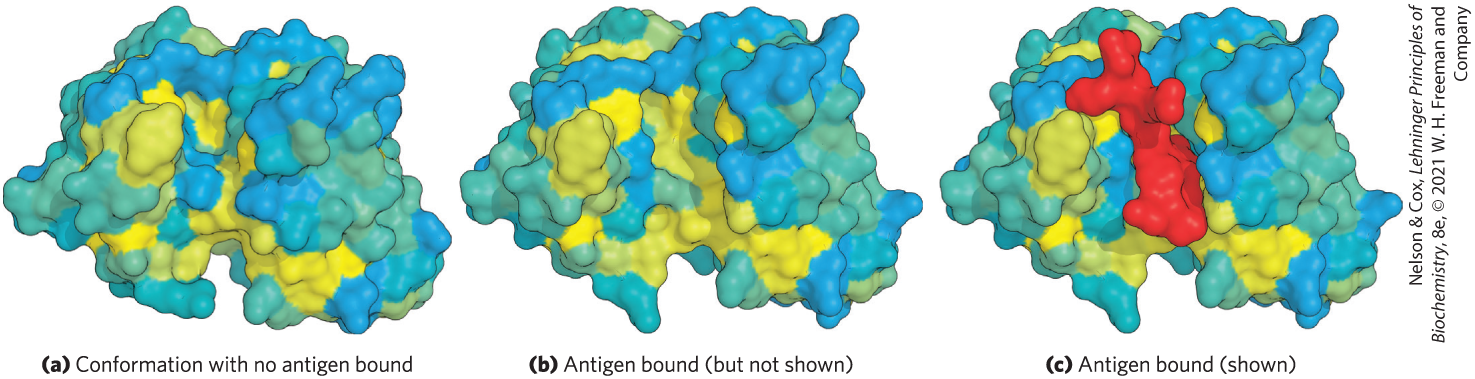 (a) Conformation with no antigen bound
(b) Antigen bound (but not shown)
(c) Antigen bound (shown)
Nelson & Cox, Lehninger Principles of
Biochemistry, 8e, © 2021 W. H. Freeman and
Company